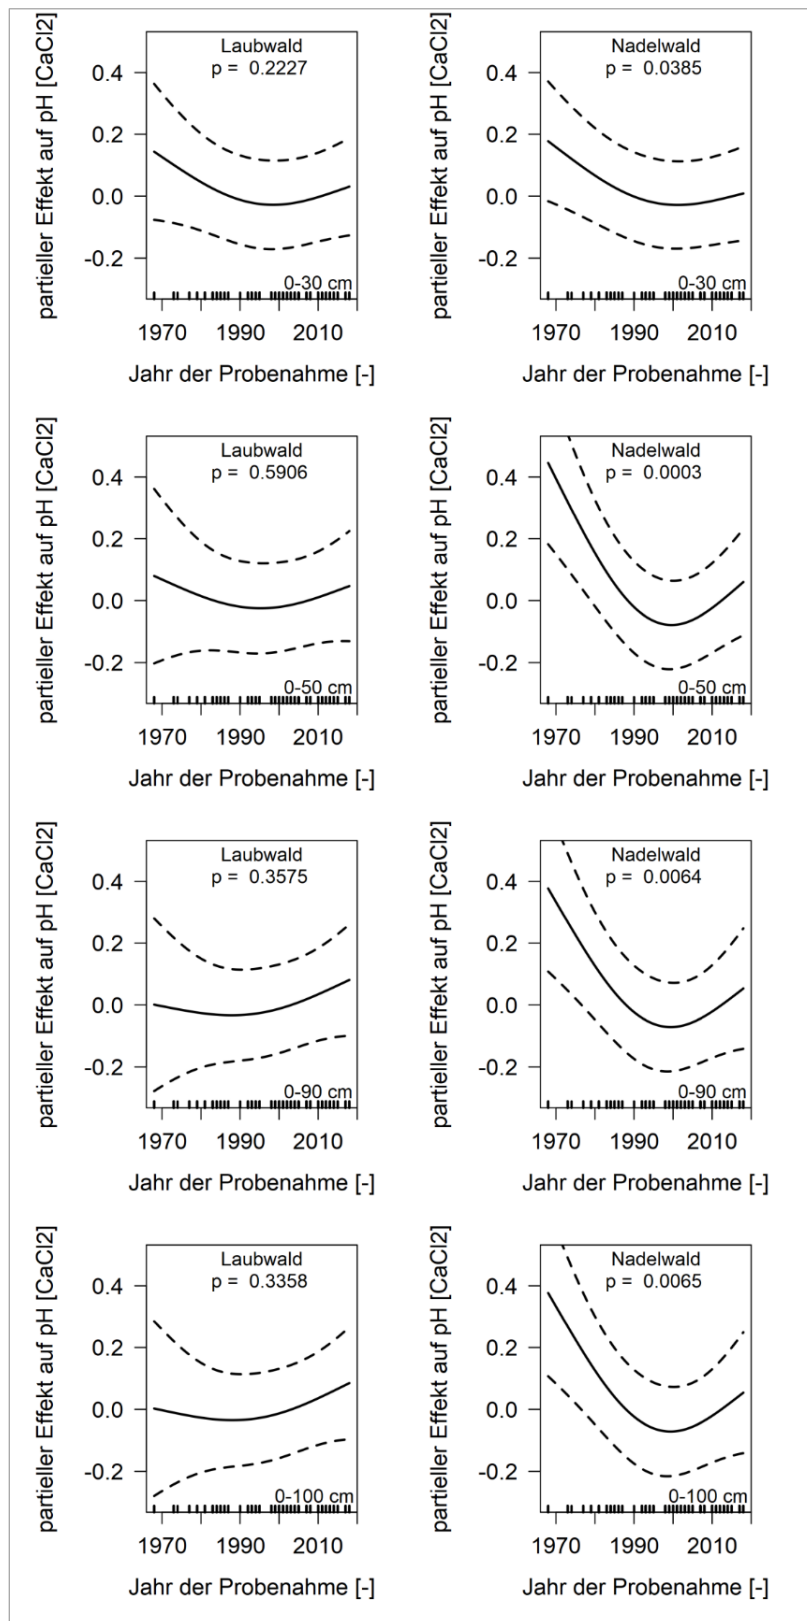 partieller Effekt auf pH [CaCl2]
0.4
0.2
0.0
-0.2
Laubwald
p = 0.2227
0-30 cm
1970 1990 2010
Jahr der Probenahme [-]
partieller Effekt auf pH [CaCl2]
0.4
0.2
0.0
-0.2
Nadelwald
p = 0.0385
0-30 cm
1970 1990 2010
Jahr der Probenahme [-]
partieller Effekt auf pH [CaCl2]
0.4
0.2
0.0
-0.2
Laubwald
p = 0.5906
0-50 cm
1970 1990 2010
Jahr der Probenahme [-]
partieller Effekt auf pH [CaCl2]
0.4
0.2
0.0
-0.2
Nadelwald
p = 0.0003
0-50 cm
1970 1990 2010
Jahr der Probenahme [-]
partieller Effekt auf pH [CaCl2]
0.4
0.2
0.0
-0.2
Laubwald
p = 0.3575
0-90 cm
1970 1990 2010
Jahr der Probenahme [-]
partieller Effekt auf pH [CaCl2]
0.4
0.2
0.0
-0.2
Nadelwald
p = 0.0064
0-90 cm
1970 1990 2010
Jahr der Probenahme [-]
partieller Effekt auf pH [CaCl2]
0.4
0.2
0.0
-0.2
Laubwald
p = 0.3358
0-100 cm
1970 1990 2010
Jahr der Probenahme [-]
partieller Effekt auf pH [CaCl2]
0.4
0.2
0.0
-0.2
Nadelwald
p = 0.0065
0-100 cm
1970 1990 2010
Jahr der Probenahme [-]